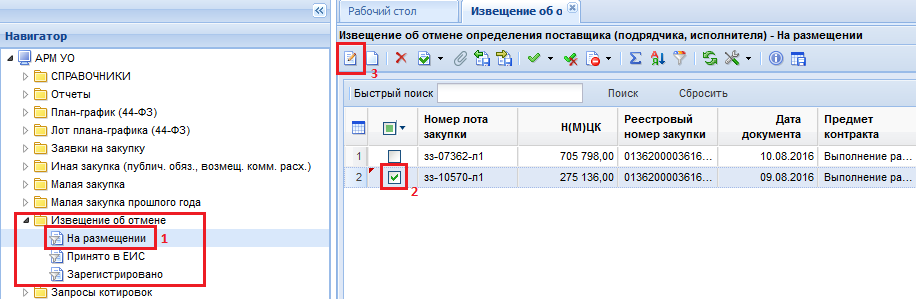 Навигатор
АРМ УО
СПРАВОЧНИКИ
Отчеты
План-график (44-ФЗ)
Лот плана-графика (44-ФЗ)
Заявки на закупку
Иная закупка (публич. обяз., возмещ. комм. расх.)
Малая закупка
Малая закупка прошлого года
Извещение об отмене
На размещении 1
Принято в ЕИС
Зарегистрировано
Запросы котировок
Рабочий стол Извещение об о
Извещение об отмене определения поставщика (подрядчика, исполнителя) - На размещении
3
Быстрый поиск Поиск Сбросить
Номер лота закупки Н(М)ЦК Реестровый номер закупки Дата документа Предмет контракта
1 зз-07362-л1 705 798,00 0136200003616... 10.08.2016 Выполнение ра...
2 зз-10570-л1 275 136,00 0136200003616... 09.08.2016 Выполнение ра...
2